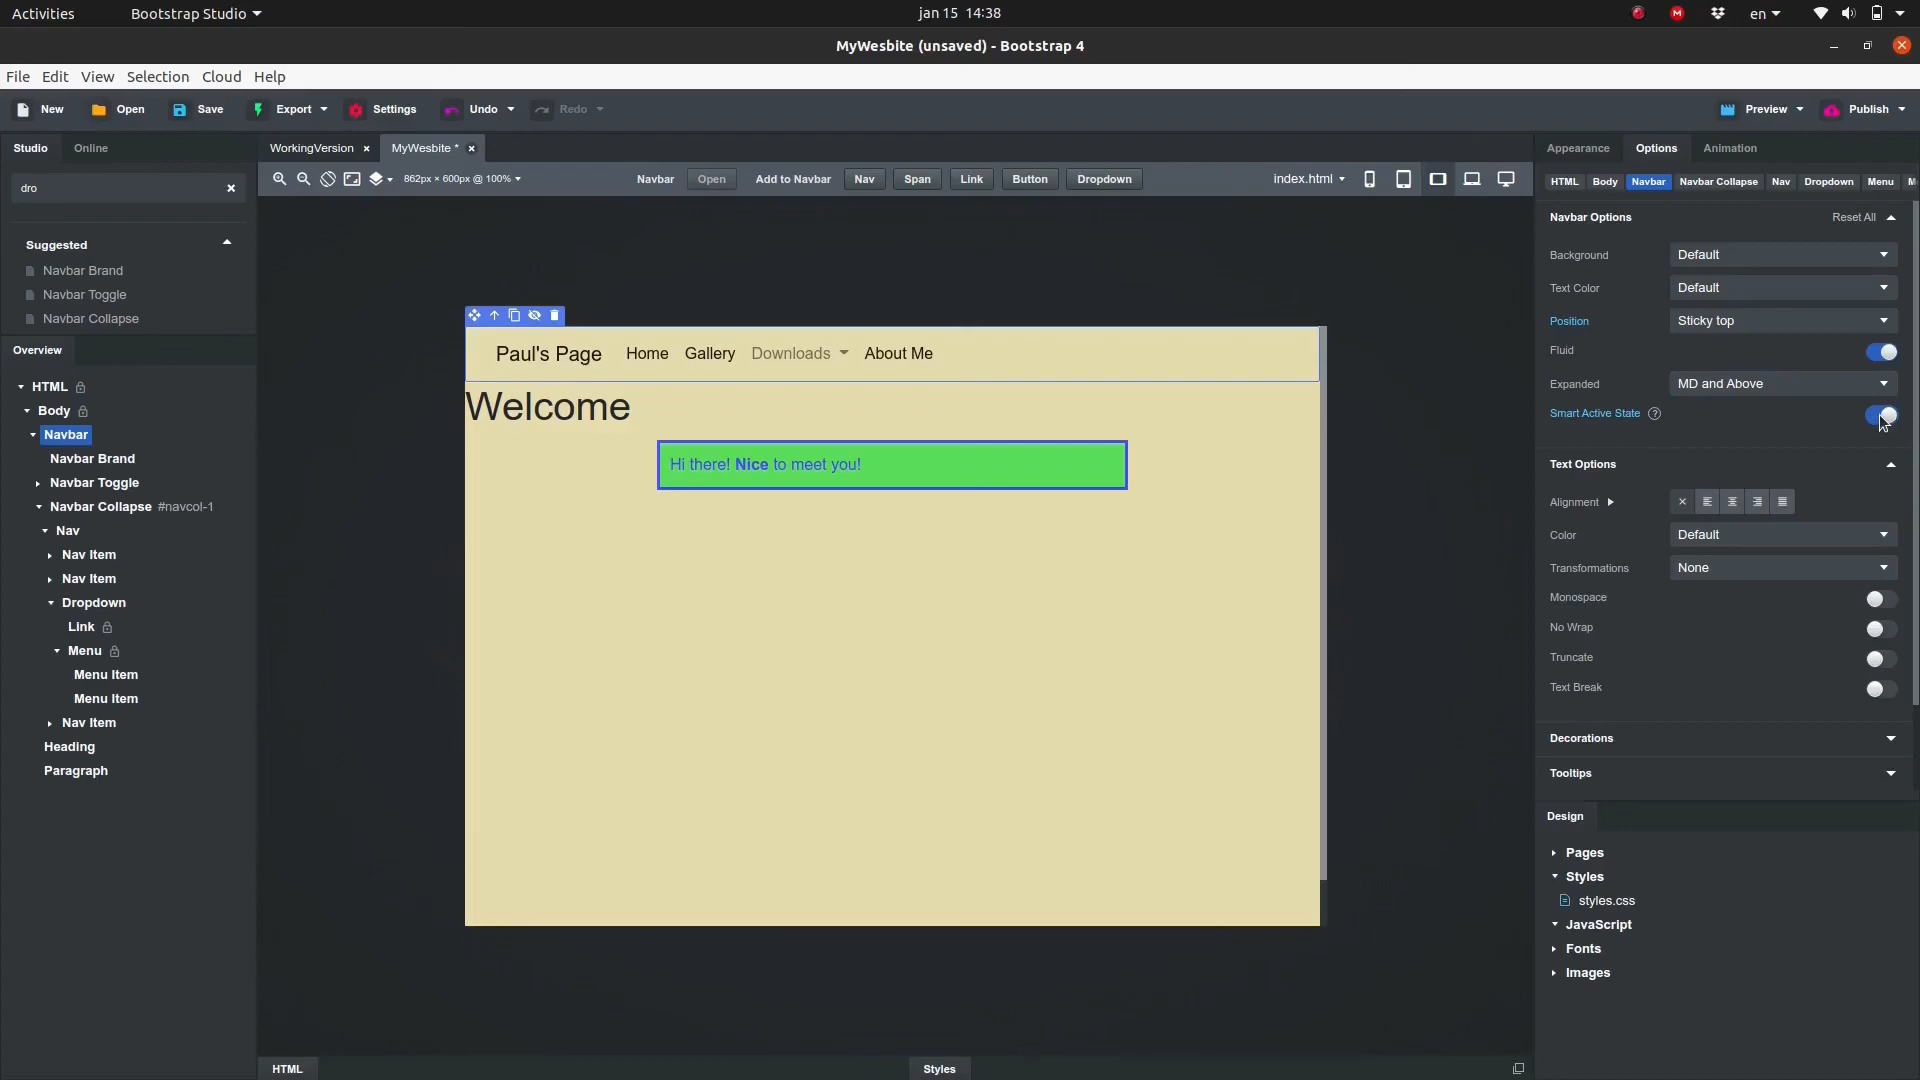 Activities Bootstrap Studio jan 15 14:38 en
MyWesbite (unsaved) - Bootstrap 4
File Edit View Selection Cloud Help
New Open Save Export Settings Undo Redo Preview Publish
Studio Online
dro
Suggested
Navbar Brand
Navbar Toggle
Navbar Collapse
Overview
HTML
Body
Navbar
Navbar Brand
Navbar Toggle
Navbar Collapse #navcol-1
Nav
Nav Item
Nav Item
Dropdown
Link
Menu
Menu Item
Menu Item
Nav Item
Heading
Paragraph
WorkingVersion MyWesbite *
862px × 600px @ 100% Navbar Open Add to Navbar Nav Span Link Button Dropdown index.html
Paul's Page Home Gallery Downloads About Me
Welcome
Hi there! Nice to meet you!
HTML Styles
Appearance Options Animation
HTML Body Navbar Navbar Collapse Nav Dropdown Menu M
Navbar Options Reset All
Background Default
Text Color Default
Position Sticky top
Fluid
Expanded MD and Above
Smart Active State ?
Text Options
Alignment
Color Default
Transformations None
Monospace
No Wrap
Truncate
Text Break
Decorations
Tooltips
Design
Pages
Styles
styles.css
JavaScript
Fonts
Images